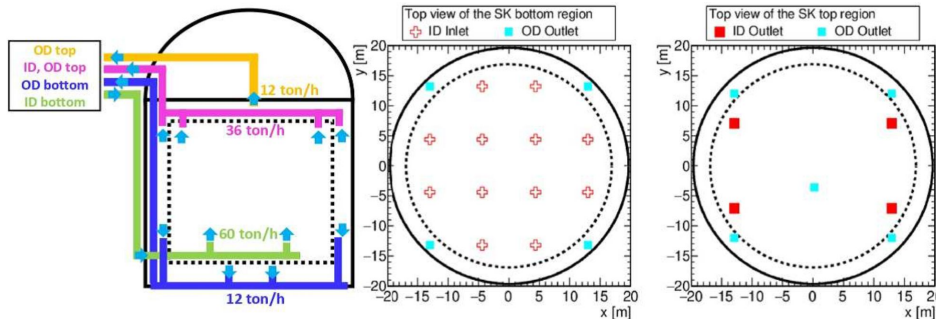 OD top
ID, OD top
OD bottom
ID bottom
12 ton/h
36 ton/h
60 ton/h
12 ton/h
Top view of the SK bottom region
ID Inlet OD Outlet
y [m]
20
15
10
5
0
−5
−10
−15
−20
−20 −15 −10 −5 0 5 10 15 20
x [m]
Top view of the SK top region
ID Outlet OD Outlet
y [m]
20
15
10
5
0
−5
−10
−15
−20
−20 −15 −10 −5 0 5 10 15 20
x [m]